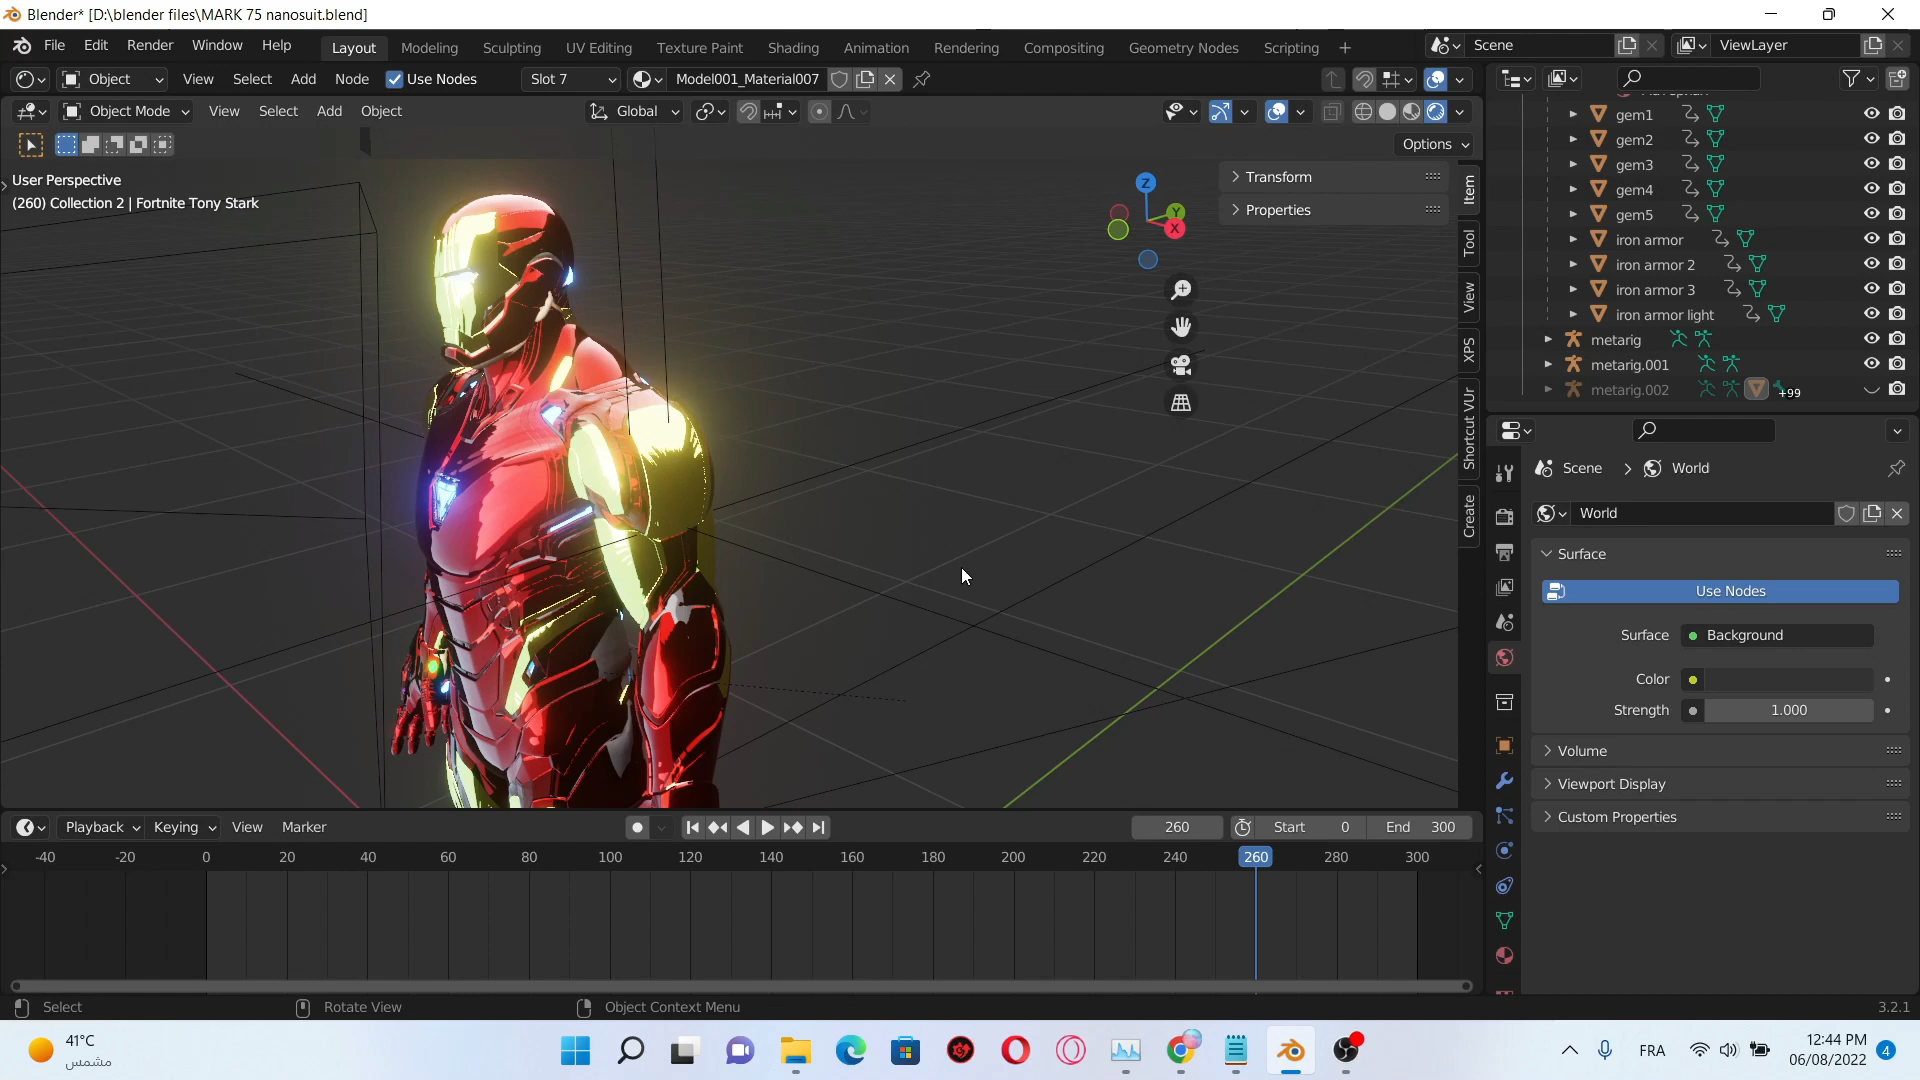 Blender* [D:\blender files\MARK 75 nanosuit.blend]
File Edit Render Window Help
Layout Modeling Sculpting UV Editing Texture Paint Shading Animation Rendering Compositing Geometry Nodes Scripting +
Scene
ViewLayer
Object View Select Add Node Use Nodes Slot 7 Model001_Material007
Object Mode View Select Add Object Global
Options
User Perspective
(260) Collection 2 | Fortnite Tony Stark
Z
Y
X
Transform
Properties
Item
Tool
View
XPS
Shortcut VUr
Create
gem1
gem2
gem3
gem4
gem5
iron armor
iron armor 2
iron armor 3
iron armor light
metarig
metarig.001
metarig.002 +99
Scene > World
World
Surface
Use Nodes
Surface Background
Color
Strength 1.000
Volume
Viewport Display
Custom Properties
Playback Keying View Marker 260 Start 0 End 300
-40 -20 0 20 40 60 80 100 120 140 160 180 200 220 240 260 280 300
Select Rotate View Object Context Menu 3.2.1
41°C
مشمس
FRA
12:44 PM
06/08/2022
4